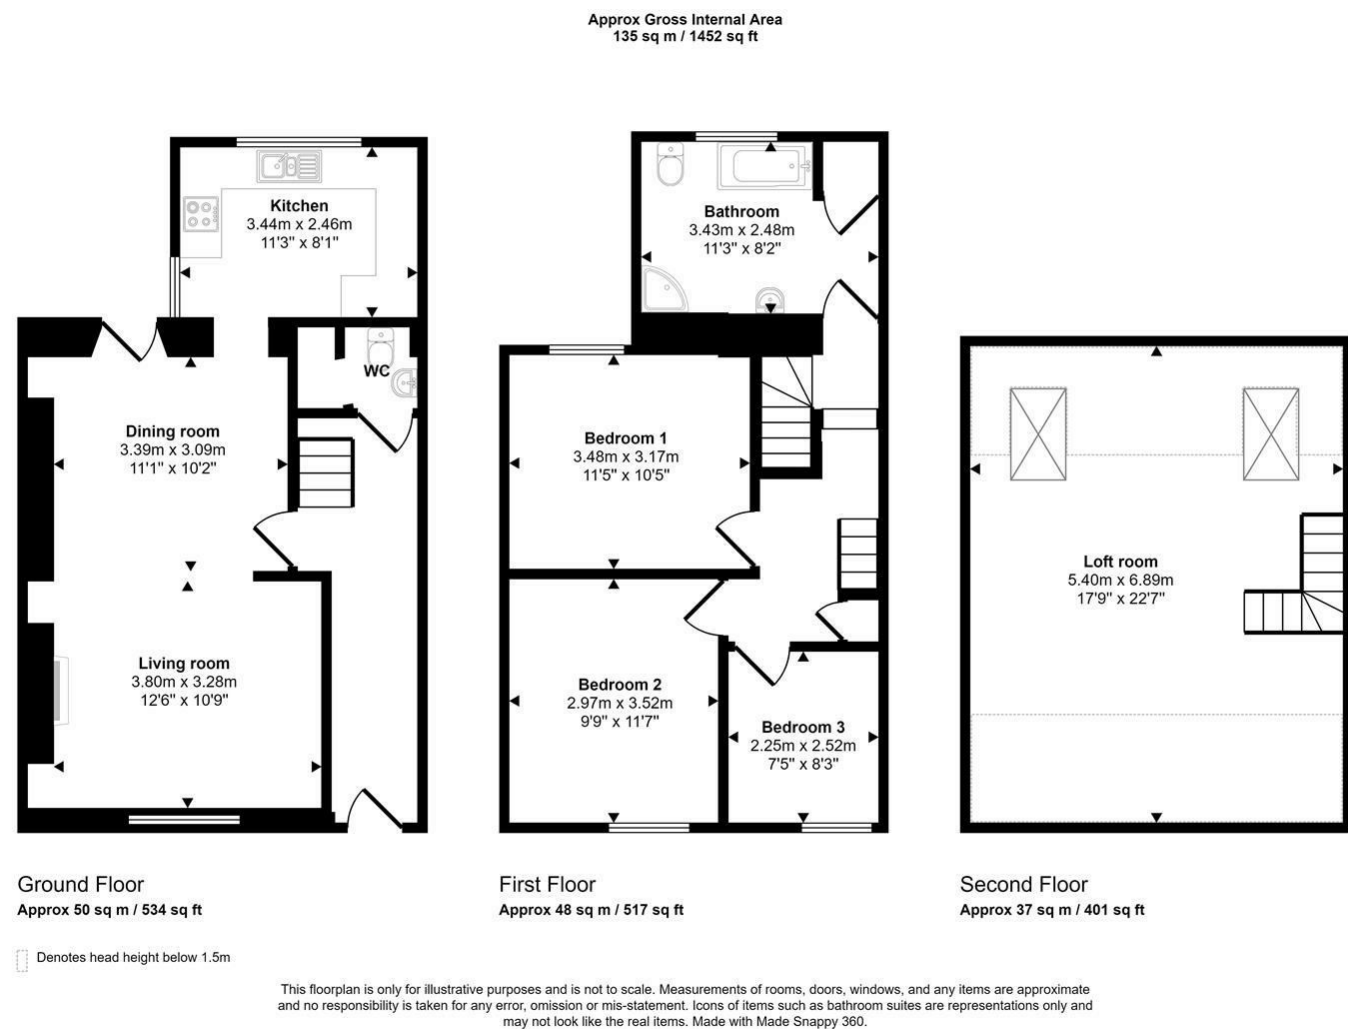 Approx Gross Internal Area
135 sq m / 1452 sq ft
Kitchen
3.44m x 2.46m
11'3" x 8'1"
WC
Dining room
3.39m x 3.09m
11'1" x 10'2"
Living room
3.80m x 3.28m
12'6" x 10'9"
Bathroom
3.43m x 2.48m
11'3" x 8'2"
Bedroom 1
3.48m x 3.17m
11'5" x 10'5"
Bedroom 2
2.97m x 3.52m
9'9" x 11'7"
Bedroom 3
2.25m x 2.52m
7'5" x 8'3"
Loft room
5.40m x 6.89m
17'9" x 22'7"
Ground Floor
Approx 50 sq m / 534 sq ft
First Floor
Approx 48 sq m / 517 sq ft
Second Floor
Approx 37 sq m / 401 sq ft
Denotes head height below 1.5m
This floorplan is only for illustrative purposes and is not to scale. Measurements of rooms, doors, windows, and any items are approximate
and no responsibility is taken for any error, omission or mis-statement. Icons of items such as bathroom suites are representations only and
may not look like the real items. Made with Made Snappy 360.